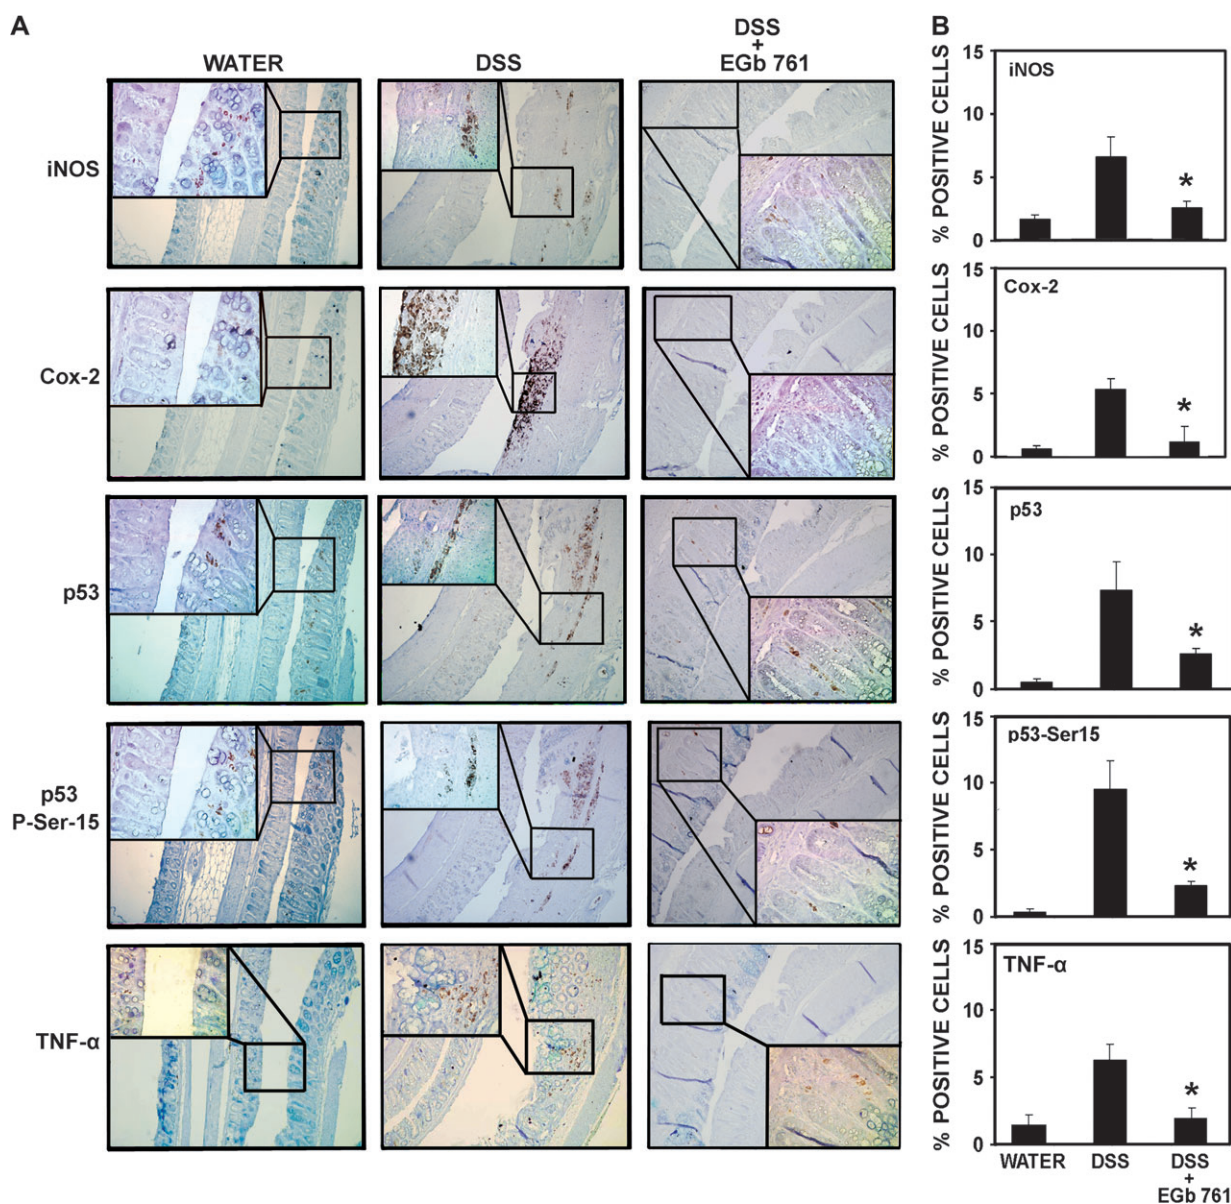 A
WATER
DSS
DSS
+
EGb 761
iNOS
Cox-2
p53
p53
P-Ser-15
TNF-α
B
% POSITIVE CELLS
15
10
5
0
iNOS
*
% POSITIVE CELLS
15
10
5
0
Cox-2
*
% POSITIVE CELLS
15
10
5
0
p53
*
% POSITIVE CELLS
15
10
5
0
p53-Ser15
*
% POSITIVE CELLS
15
10
5
0
TNF-α
*
WATER
DSS
DSS
+
EGb 761